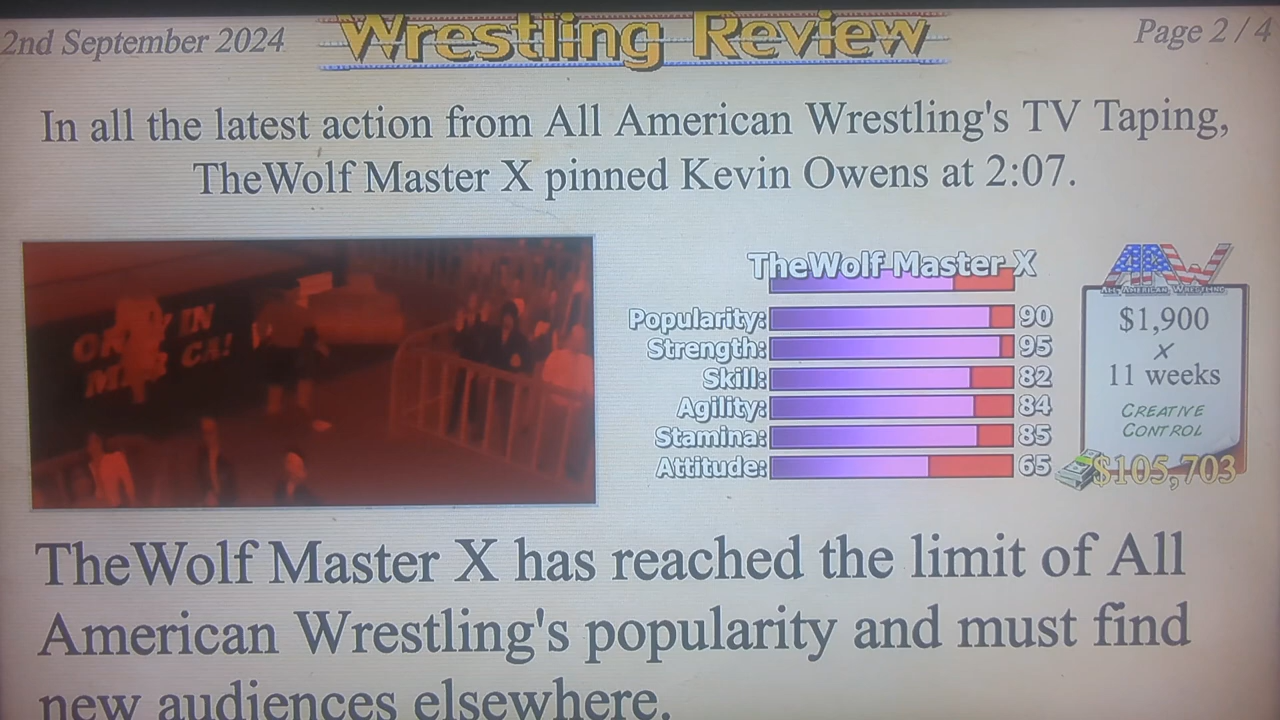 2nd September 2024
Wrestling Review
Page 2 / 4
In all the latest action from All American Wrestling's TV Taping,
TheWolf Master X pinned Kevin Owens at 2:07.
TheWolf Master X
Popularity: 90
Strength: 95
Skill: 82
Agility: 84
Stamina: 85
Attitude: 65
AAW
ALL AMERICAN WRESTLING
$1,900
x
11 weeks
CREATIVE
CONTROL
$105,703
TheWolf Master X has reached the limit of All
American Wrestling's popularity and must find
new audiences elsewhere.